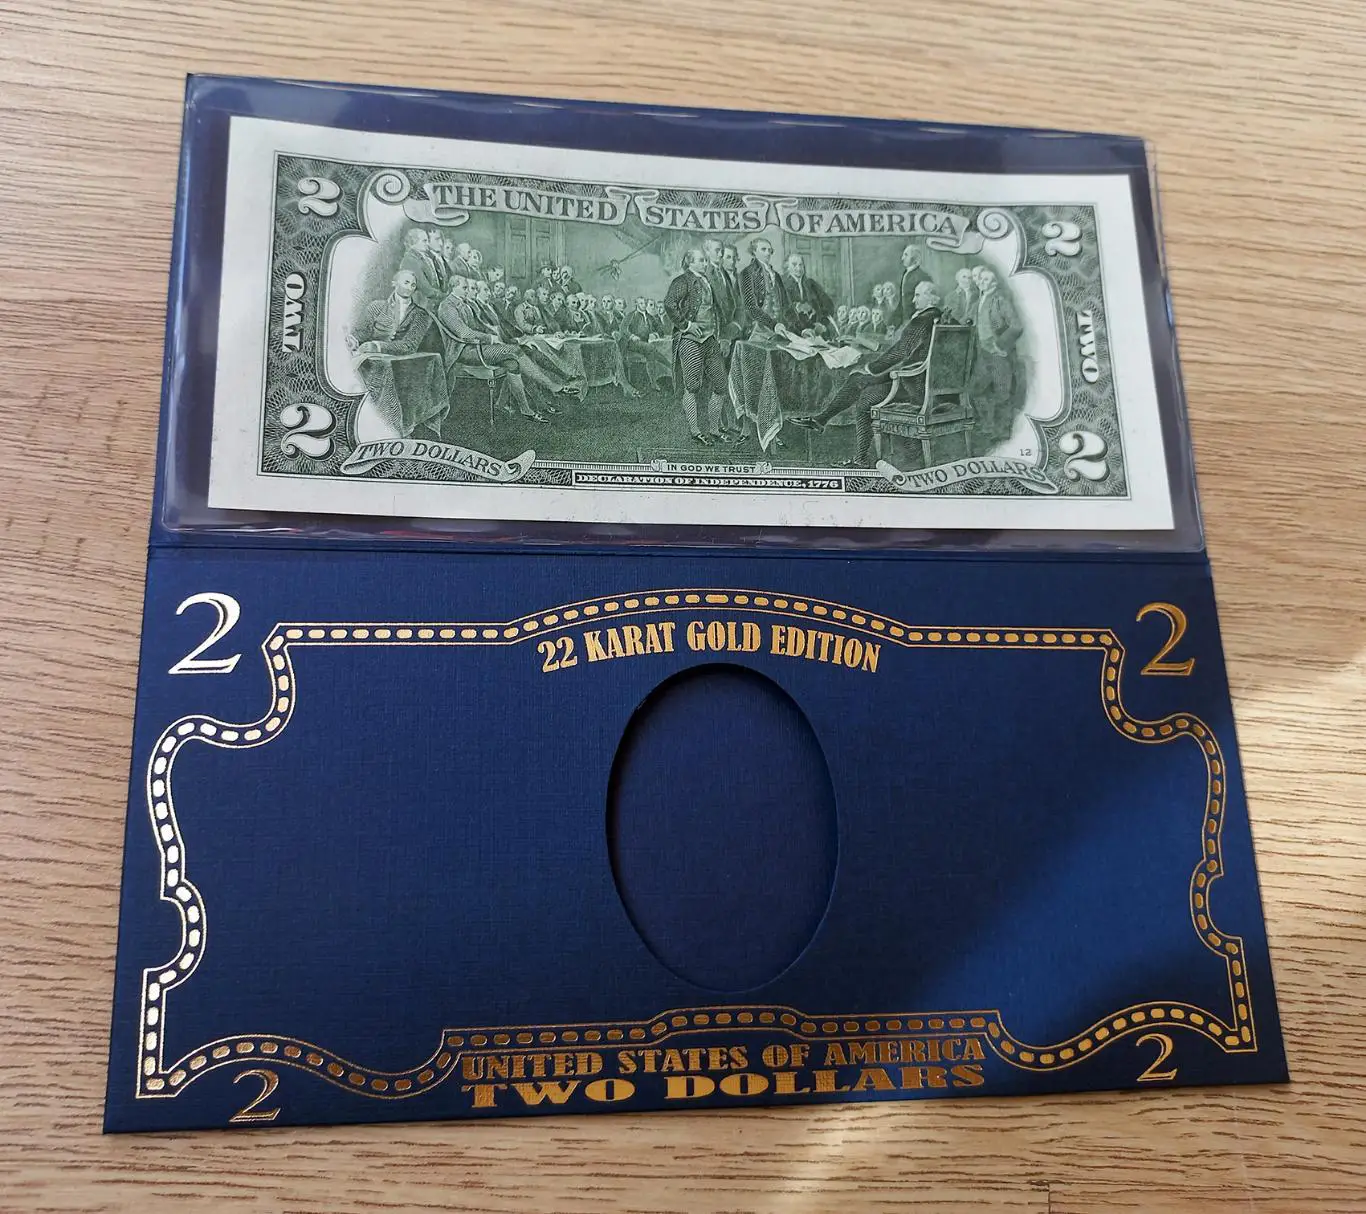 2 THE UNITED STATES OF AMERICA 2
TWO TWO
2 TWO DOLLARS IN GOD WE TRUST 12 TWO DOLLARS 2
DECLARATION OF INDEPENDENCE, 1776
2 2
22 KARAT GOLD EDITION
UNITED STATES OF AMERICA
TWO DOLLARS
2 2